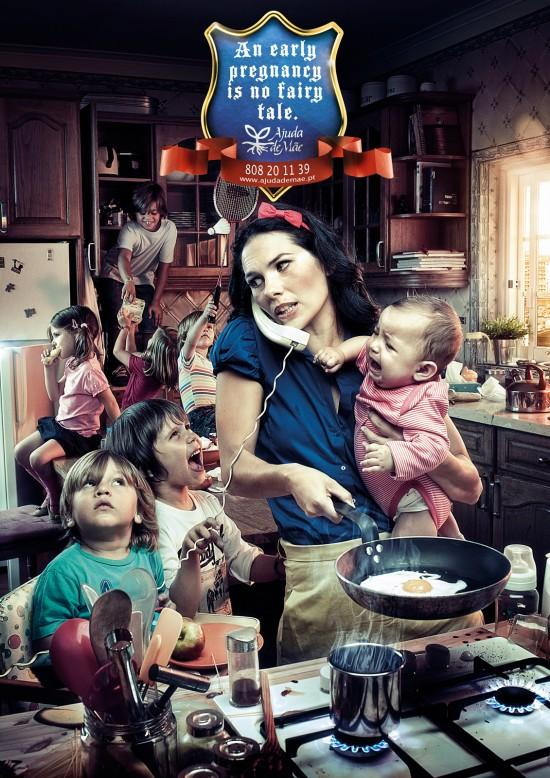 An early
pregnancy
is no fairy
tale.
Ajuda
de Mãe
808 20 11 39
www.ajudademae.pt